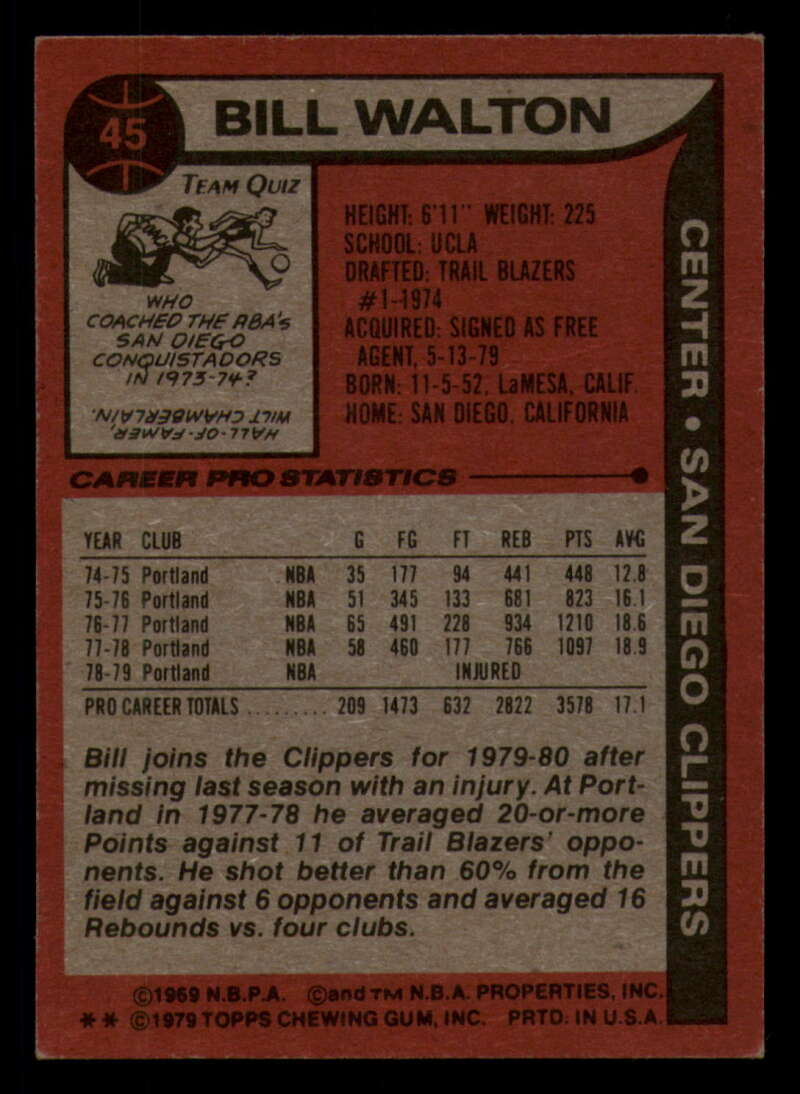 45
BILL WALTON
TEAM QUIZ
WHO
COACHED THE ABA's
SAN DIEGO
CONQUISTADORS
IN 1973-74?
HALL-OF-FAMER,
WILT CHAMBERLAIN.
HEIGHT: 6'11" WEIGHT: 225
SCHOOL: UCLA
DRAFTED: TRAIL BLAZERS
#1-1974
ACQUIRED: SIGNED AS FREE
AGENT, 5-13-79
BORN: 11-5-52, LaMESA, CALIF.
HOME: SAN DIEGO, CALIFORNIA
CENTER • SAN DIEGO CLIPPERS
CAREER PRO STATISTICS
YEAR CLUB G FG FT REB PTS AVG
74-75 Portland NBA 35 177 94 441 448 12.8
75-76 Portland NBA 51 345 133 681 823 16.1
76-77 Portland NBA 65 491 228 934 1210 18.6
77-78 Portland NBA 58 460 177 766 1097 18.9
78-79 Portland NBA INJURED
PRO CAREER TOTALS ......... 209 1473 632 2822 3578 17.1
Bill joins the Clippers for 1979-80 after
missing last season with an injury. At Port-
land in 1977-78 he averaged 20-or-more
Points against 11 of Trail Blazers' oppo-
nents. He shot better than 60% from the
field against 6 opponents and averaged 16
Rebounds vs. four clubs.
©1969 N.B.P.A. ©and TM N.B.A. PROPERTIES, INC.
** ©1979 TOPPS CHEWING GUM, INC. PRTD. IN U.S.A.